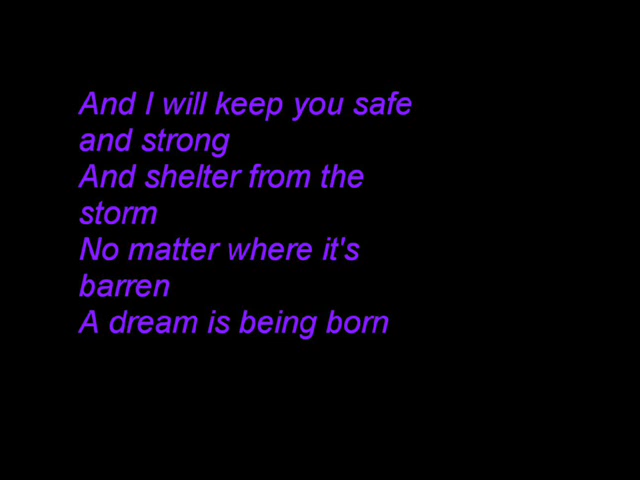 And I will keep you safe
and strong
And shelter from the
storm
No matter where it's
barren
A dream is being born